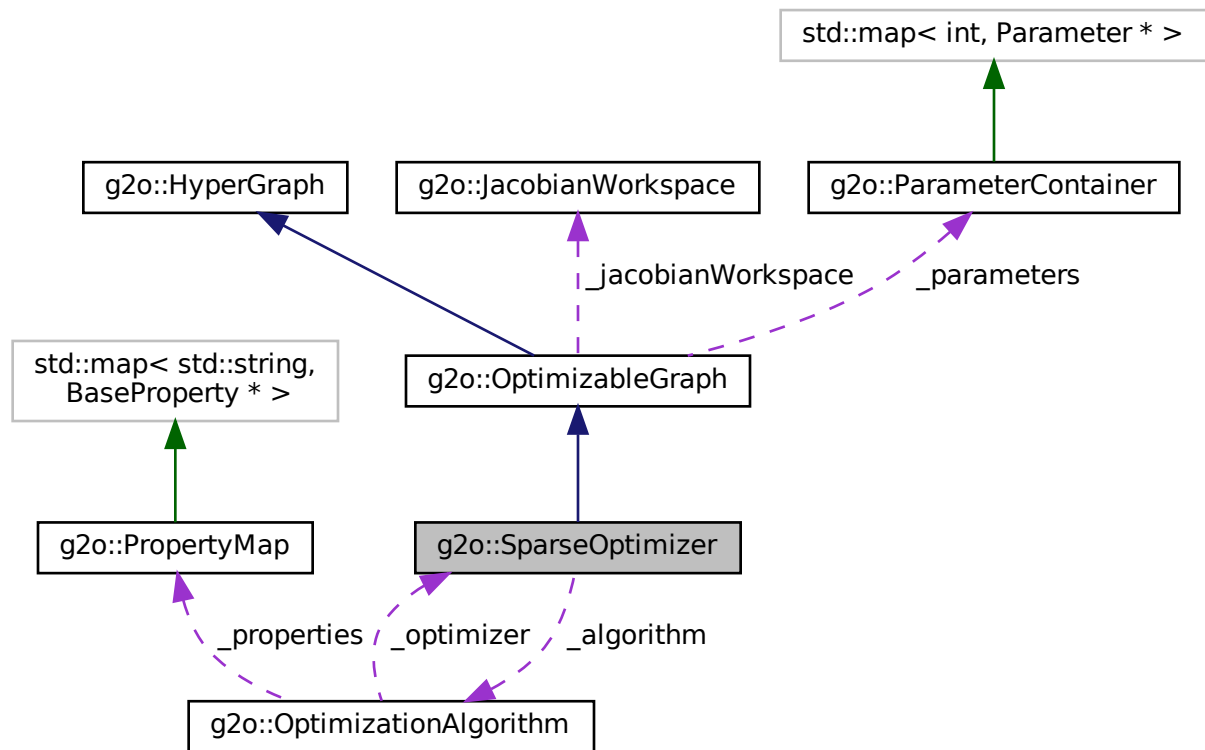 std::map< int, Parameter * >
g2o::HyperGraph
g2o::JacobianWorkspace
g2o::ParameterContainer
_jacobianWorkspace
_parameters
std::map< std::string,
BaseProperty * >
g2o::OptimizableGraph
g2o::PropertyMap
g2o::SparseOptimizer
_properties
_optimizer
_algorithm
g2o::OptimizationAlgorithm